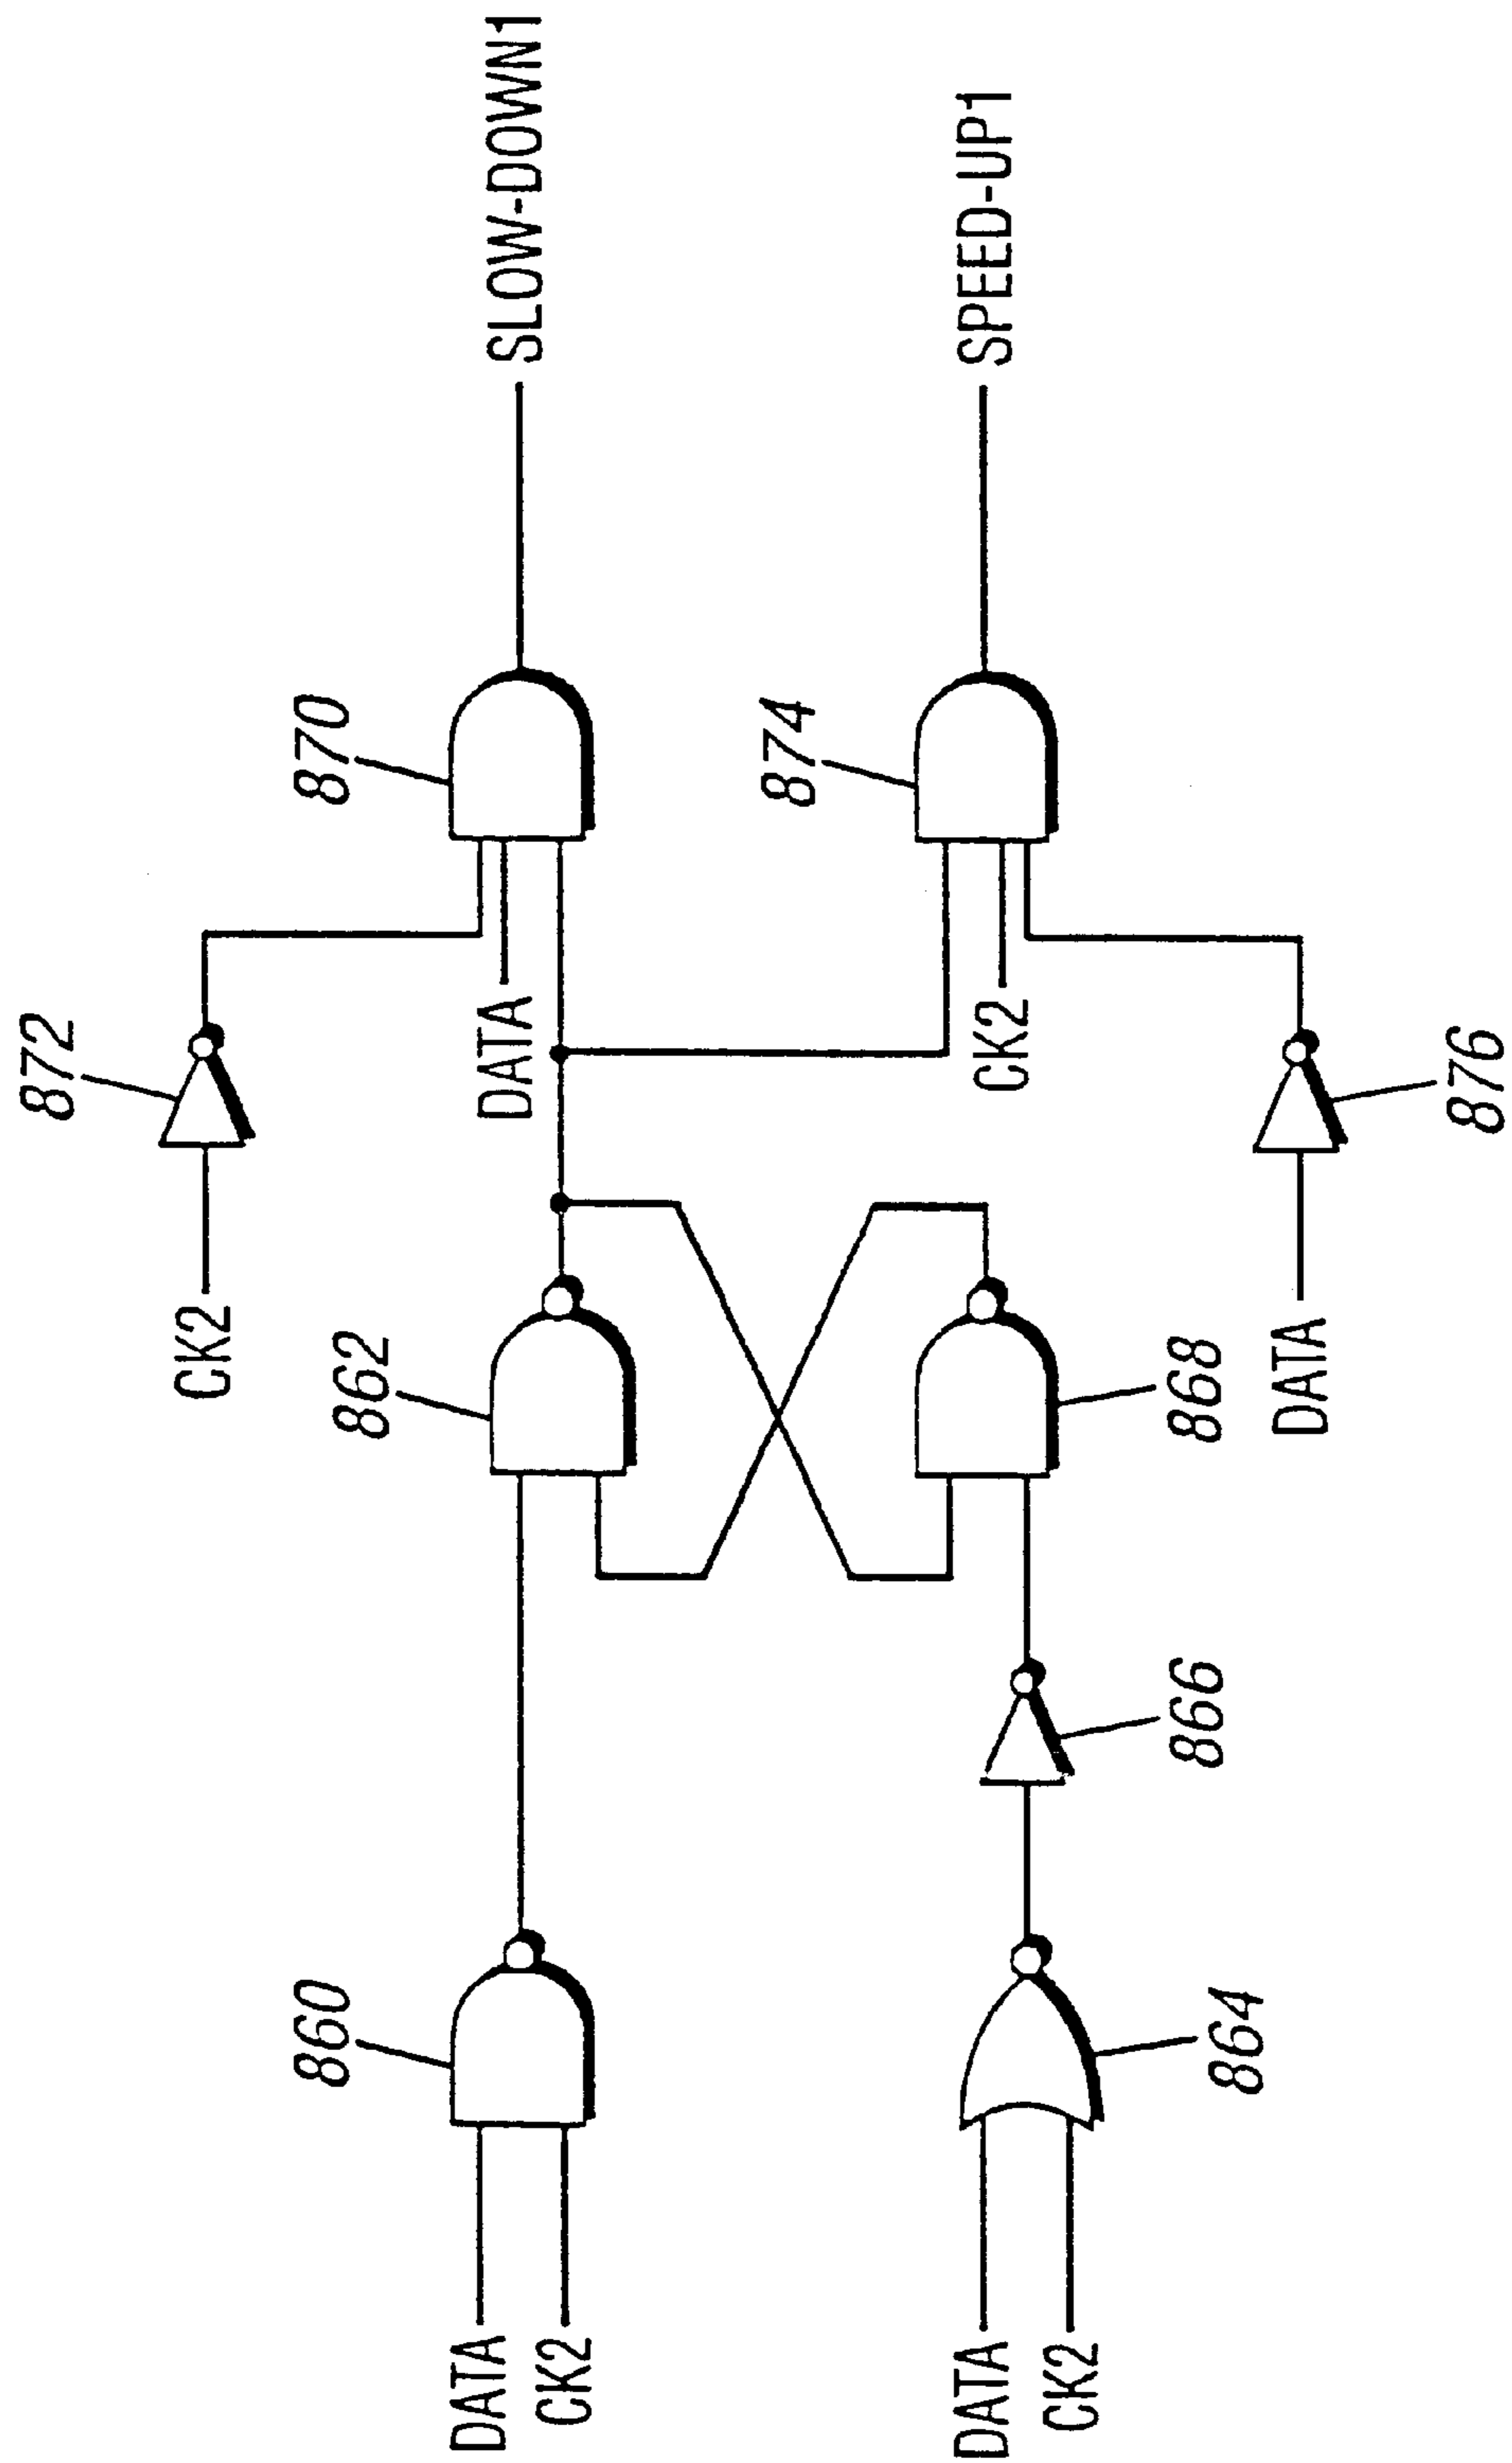 872
CK2
870
SLOW-DOWN1
DATA
862
860
DATA
CK2
874
SPEED-UP1
CK2
868
866
864
DATA
CK2
876
DATA